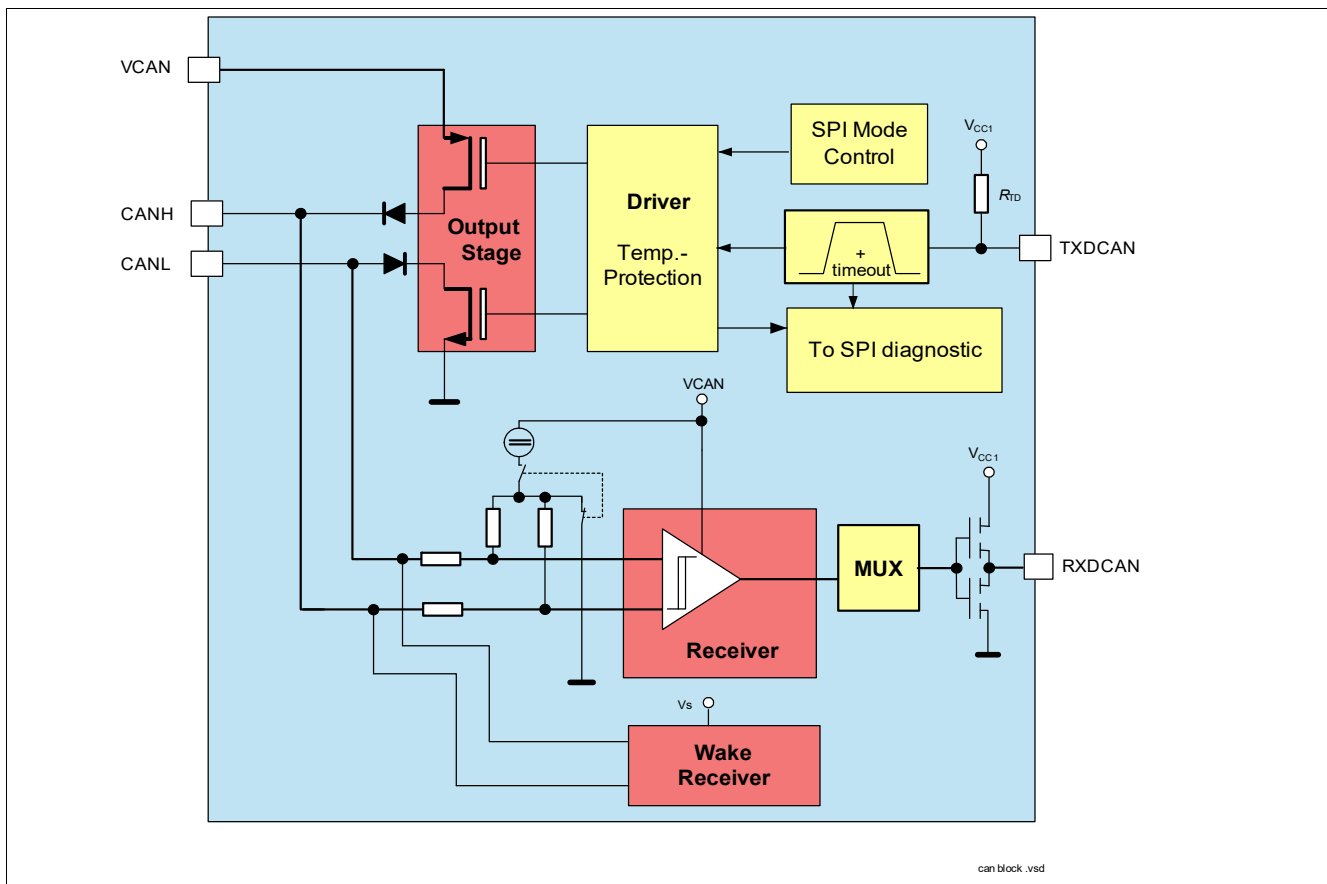 VCAN
SPI Mode
Control
VCC1
RTD
CANH
CANL
Output
Stage
Driver
Temp.-
Protection
+
timeout
TXDCAN
To SPI diagnostic
VCAN
VCC1
MUX
RXDCAN
Receiver
Vs
Wake
Receiver
can block .vsd